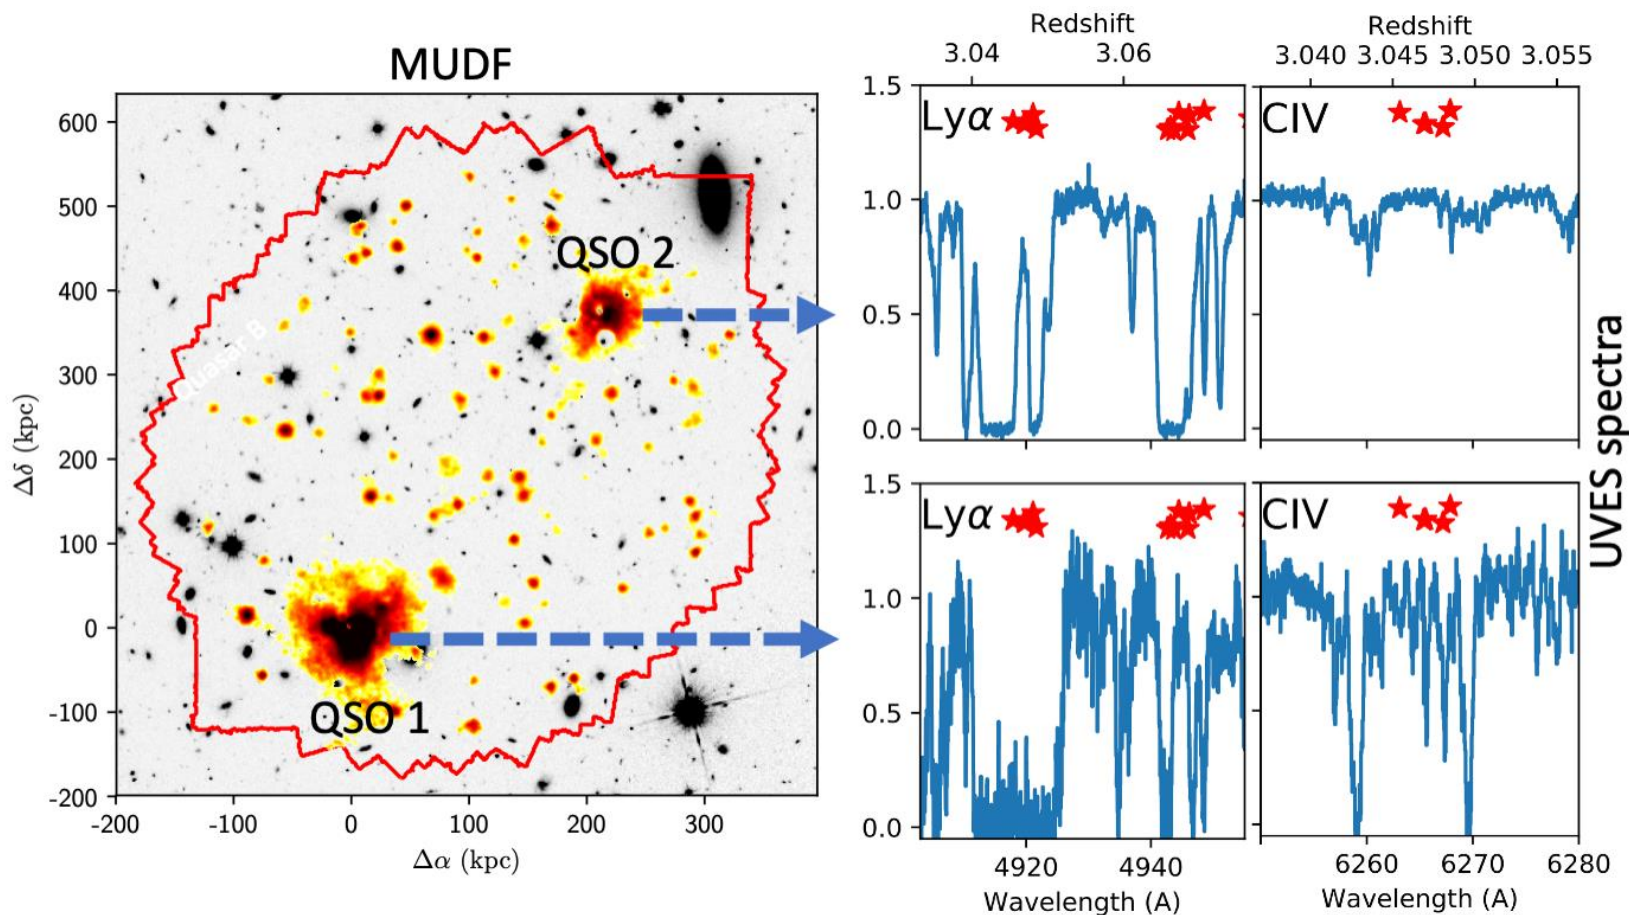 MUDF
600
500
400
300
200
100
0
-100
-200
Δδ (kpc)
-200 -100 0 100 200 300
Δα (kpc)
QSO 2
Quasar B
QSO 1
Redshift
3.04 3.06
1.5
1.0
0.5
0.0
Lyα
Redshift
3.040 3.045 3.050 3.055
CIV
1.5
1.0
0.5
0.0
Lyα
4920 4940
Wavelength (A)
CIV
6260 6270 6280
Wavelength (A)
UVES spectra